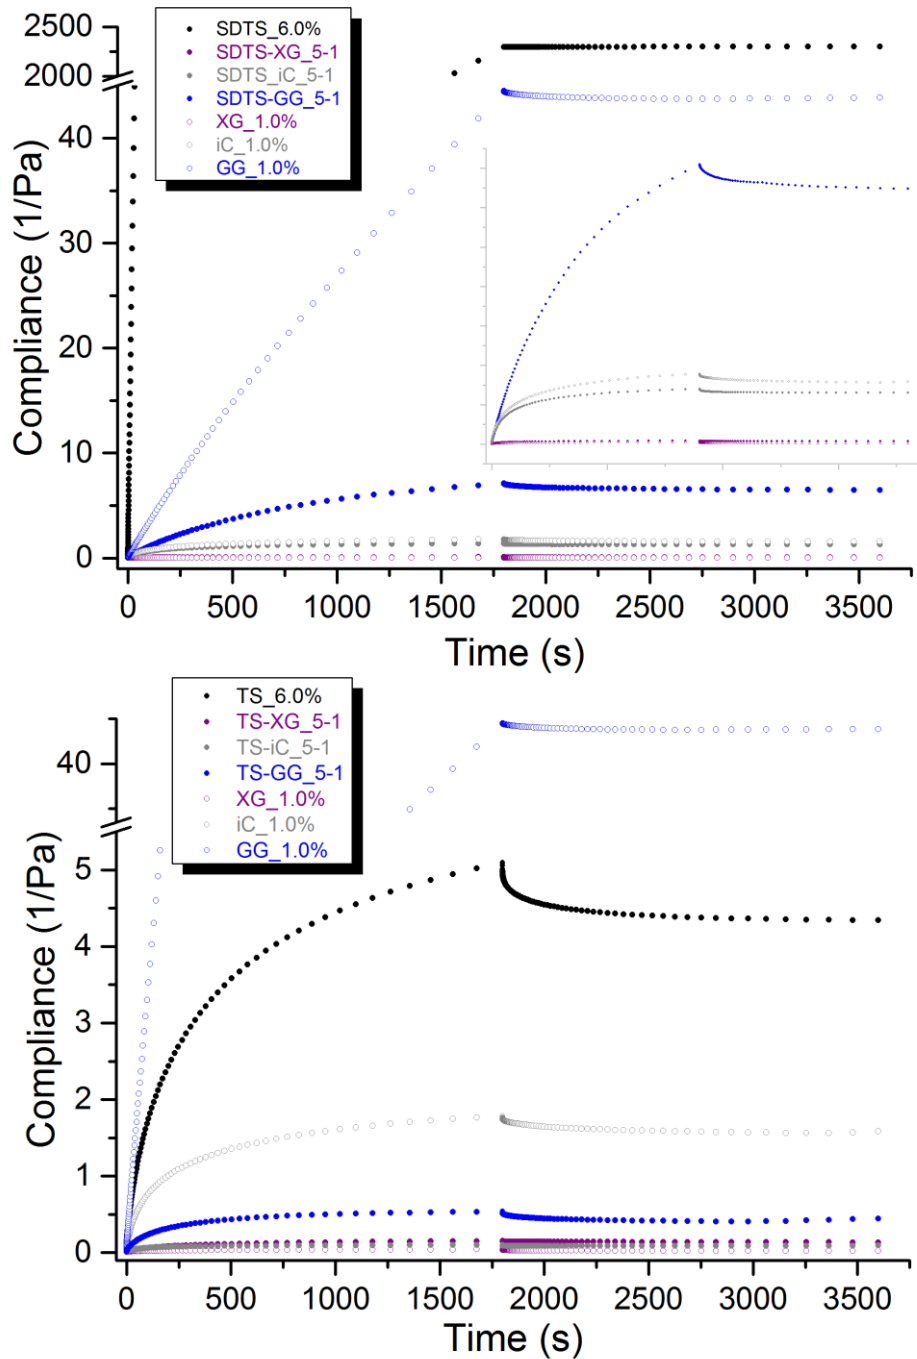 SDTS_6.0%
SDTS-XG_5-1
SDTS_iC_5-1
SDTS-GG_5-1
XG_1.0%
iC_1.0%
GG_1.0%
2500
2000
40
30
20
10
0
Compliance (1/Pa)
0 500 1000 1500 2000 2500 3000 3500
Time (s)
TS_6.0%
TS-XG_5-1
TS-iC_5-1
TS-GG_5-1
XG_1.0%
iC_1.0%
GG_1.0%
40
5
4
3
2
1
0
Compliance (1/Pa)
0 500 1000 1500 2000 2500 3000 3500
Time (s)